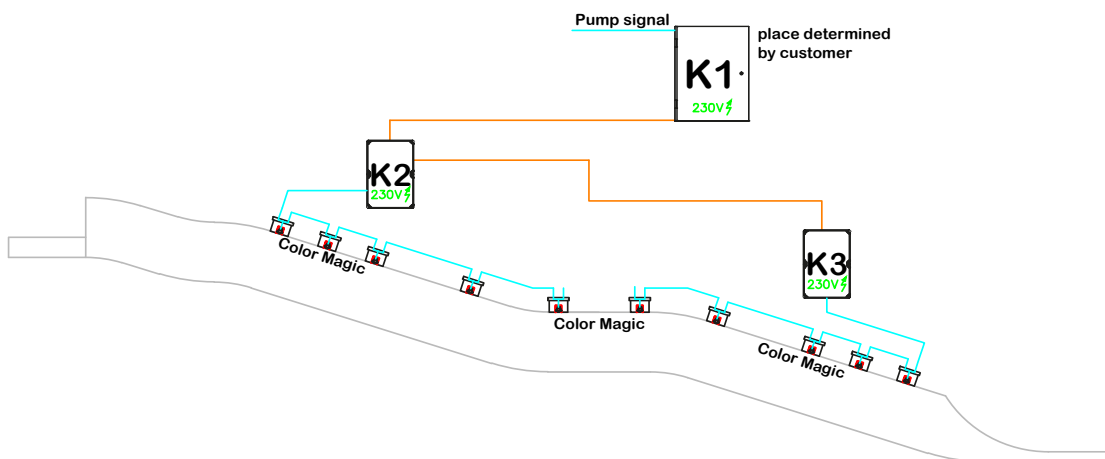 Pump signal
place determined
by customer
K1
230V
K2
230V
K3
230V
Color Magic
Color Magic
Color Magic